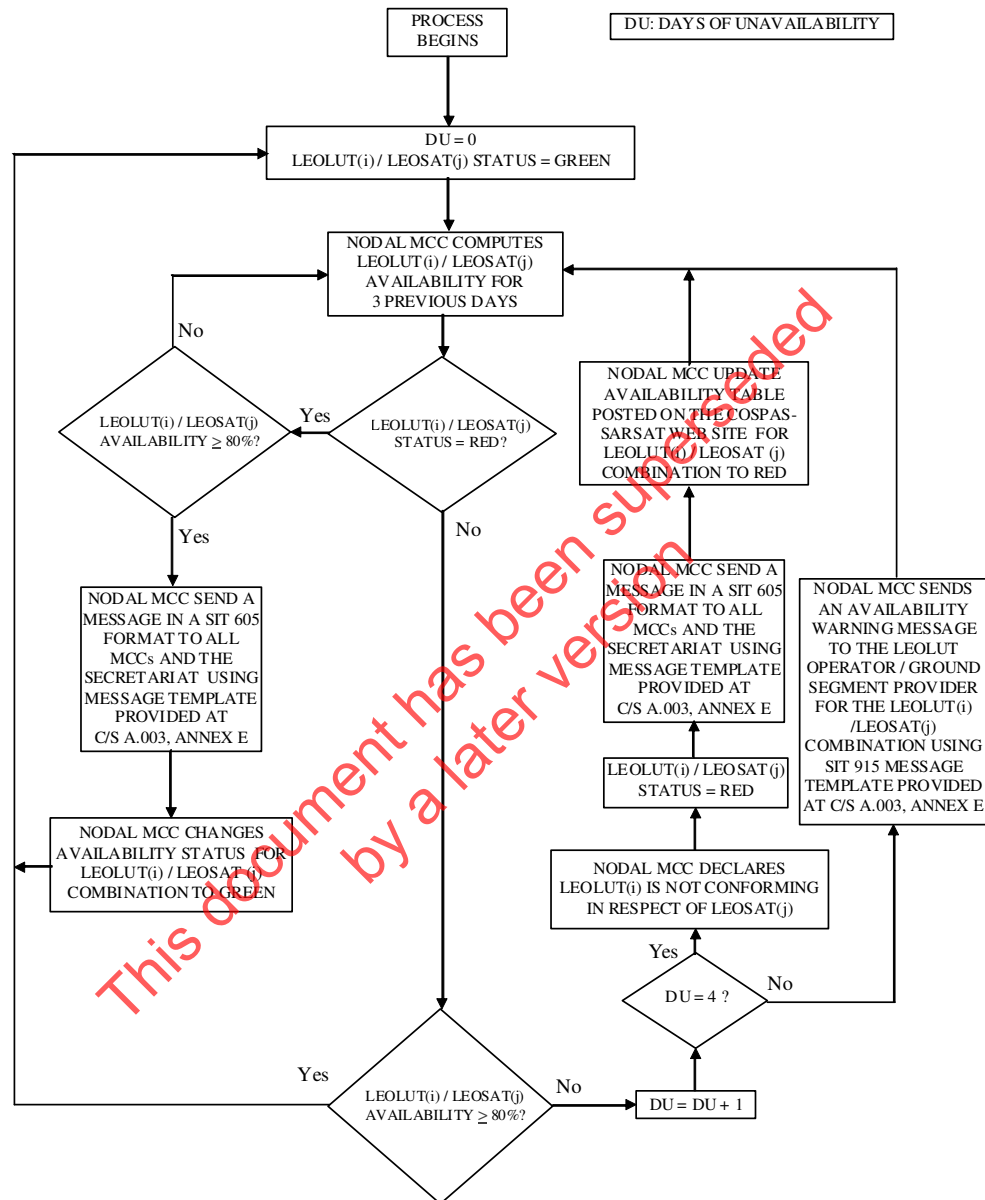 PROCESS
BEGINS
DU: DAYS OF UNAVAILABILITY
DU = 0
LEOLUT(i) / LEOSAT(j) STATUS = GREEN
NODAL MCC COMPUTES
LEOLUT(i) / LEOSAT(j)
AVAILABILITY FOR
3 PREVIOUS DAYS
No
LEOLUT(i) / LEOSAT(j)
AVAILABILITY ≥ 80%?
Yes
LEOLUT(i) / LEOSAT(j)
STATUS = RED?
NODAL MCC UPDATE
AVAILABILITY TABLE
POSTED ON THE COSPAS-
SARSAT WEB SITE FOR
LEOLUT(i) / LEOSAT (j)
COMBINATION TO RED
Yes
No
NODAL MCC SEND A
MESSAGE IN A SIT 605
FORMAT TO ALL
MCCs AND THE
SECRETARIAT USING
MESSAGE TEMPLATE
PROVIDED AT
C/S A.003, ANNEX E
NODAL MCC SEND A
MESSAGE IN A SIT 605
FORMAT TO ALL
MCCs AND THE
SECRETARIAT USING
MESSAGE TEMPLATE
PROVIDED AT
C/S A.003, ANNEX E
NODAL MCC SENDS
AN AVAILABILITY
WARNING MESSAGE
TO THE LEOLUT
OPERATOR / GROUND
SEGMENT PROVIDER
FOR THE LEOLUT(i)
/LEOSAT(j)
COMBINATION USING
SIT 915 MESSAGE
TEMPLATE PROVIDED
AT C/S A.003, ANNEX E
LEOLUT(i) / LEOSAT(j)
STATUS = RED
NODAL MCC CHANGES
AVAILABILITY STATUS FOR
LEOLUT(i) / LEOSAT (j)
COMBINATION TO GREEN
NODAL MCC DECLARES
LEOLUT(i) IS NOT CONFORMING
IN RESPECT OF LEOSAT(j)
Yes
DU = 4 ?
No
Yes
LEOLUT(i) / LEOSAT(j)
AVAILABILITY ≥ 80%?
No
DU = DU + 1
This document has been superseded
by a later version